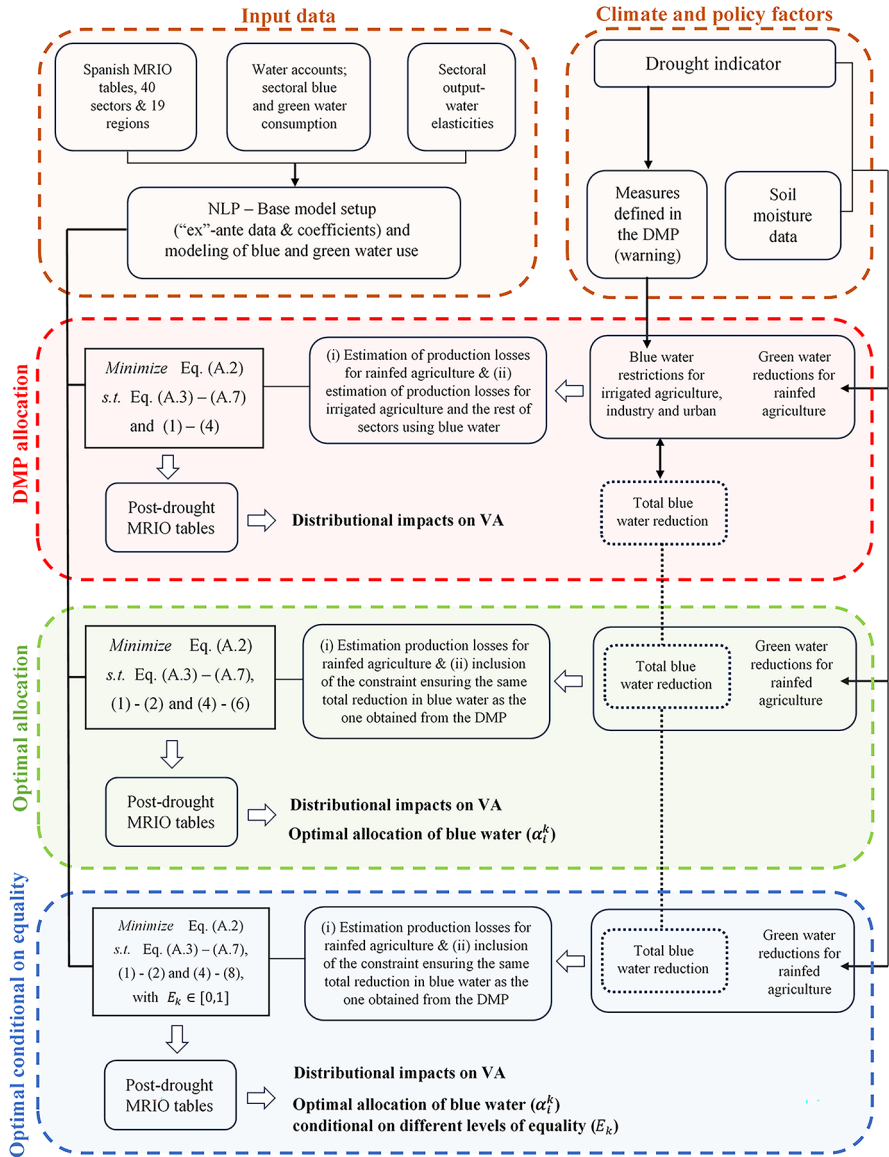 Input data
Spanish MRIO
tables, 40
sectors & 19
regions
Water accounts;
sectoral blue
and green water
consumption
Sectoral
output-
water
elasticities
NLP – Base model setup
(“ex”-ante data & coefficients) and
modeling of blue and green water use
Climate and policy factors
Drought indicator
Measures
defined in
the DMP
(warning)
Soil
moisture
data
DMP allocation
Minimize Eq. (A.2)
s.t. Eq. (A.3) – (A.7)
and (1) – (4)
(i) Estimation of production losses
for rainfed agriculture & (ii)
estimation of production losses for
irrigated agriculture and the rest of
sectors using blue water
Blue water
restrictions for
irrigated agriculture,
industry and urban
Green water
reductions for
rainfed
agriculture
Post-drought
MRIO tables
Distributional impacts on VA
Total blue
water reduction
Optimal allocation
Minimize Eq. (A.2)
s.t. Eq. (A.3) – (A.7),
(1) - (2) and (4) - (6)
(i) Estimation production losses for
rainfed agriculture & (ii) inclusion
of the constraint ensuring the same
total reduction in blue water as the
one obtained from the DMP
Total blue
water reduction
Green water
reductions for
rainfed
agriculture
Post-drought
MRIO tables
Distributional impacts on VA
Optimal allocation of blue water (α_i^k)
Optimal conditional on equality
Minimize Eq. (A.2)
s.t. Eq. (A.3) – (A.7),
(1) - (2) and (4) - (8),
with E_k ∈ [0,1]
(i) Estimation production losses for
rainfed agriculture & (ii) inclusion
of the constraint ensuring the same
total reduction in blue water as the
one obtained from the DMP
Total blue
water reduction
Green water
reductions for
rainfed
agriculture
Post-drought
MRIO tables
Distributional impacts on VA
Optimal allocation of blue water (α_i^k)
conditional on different levels of equality (E_k)